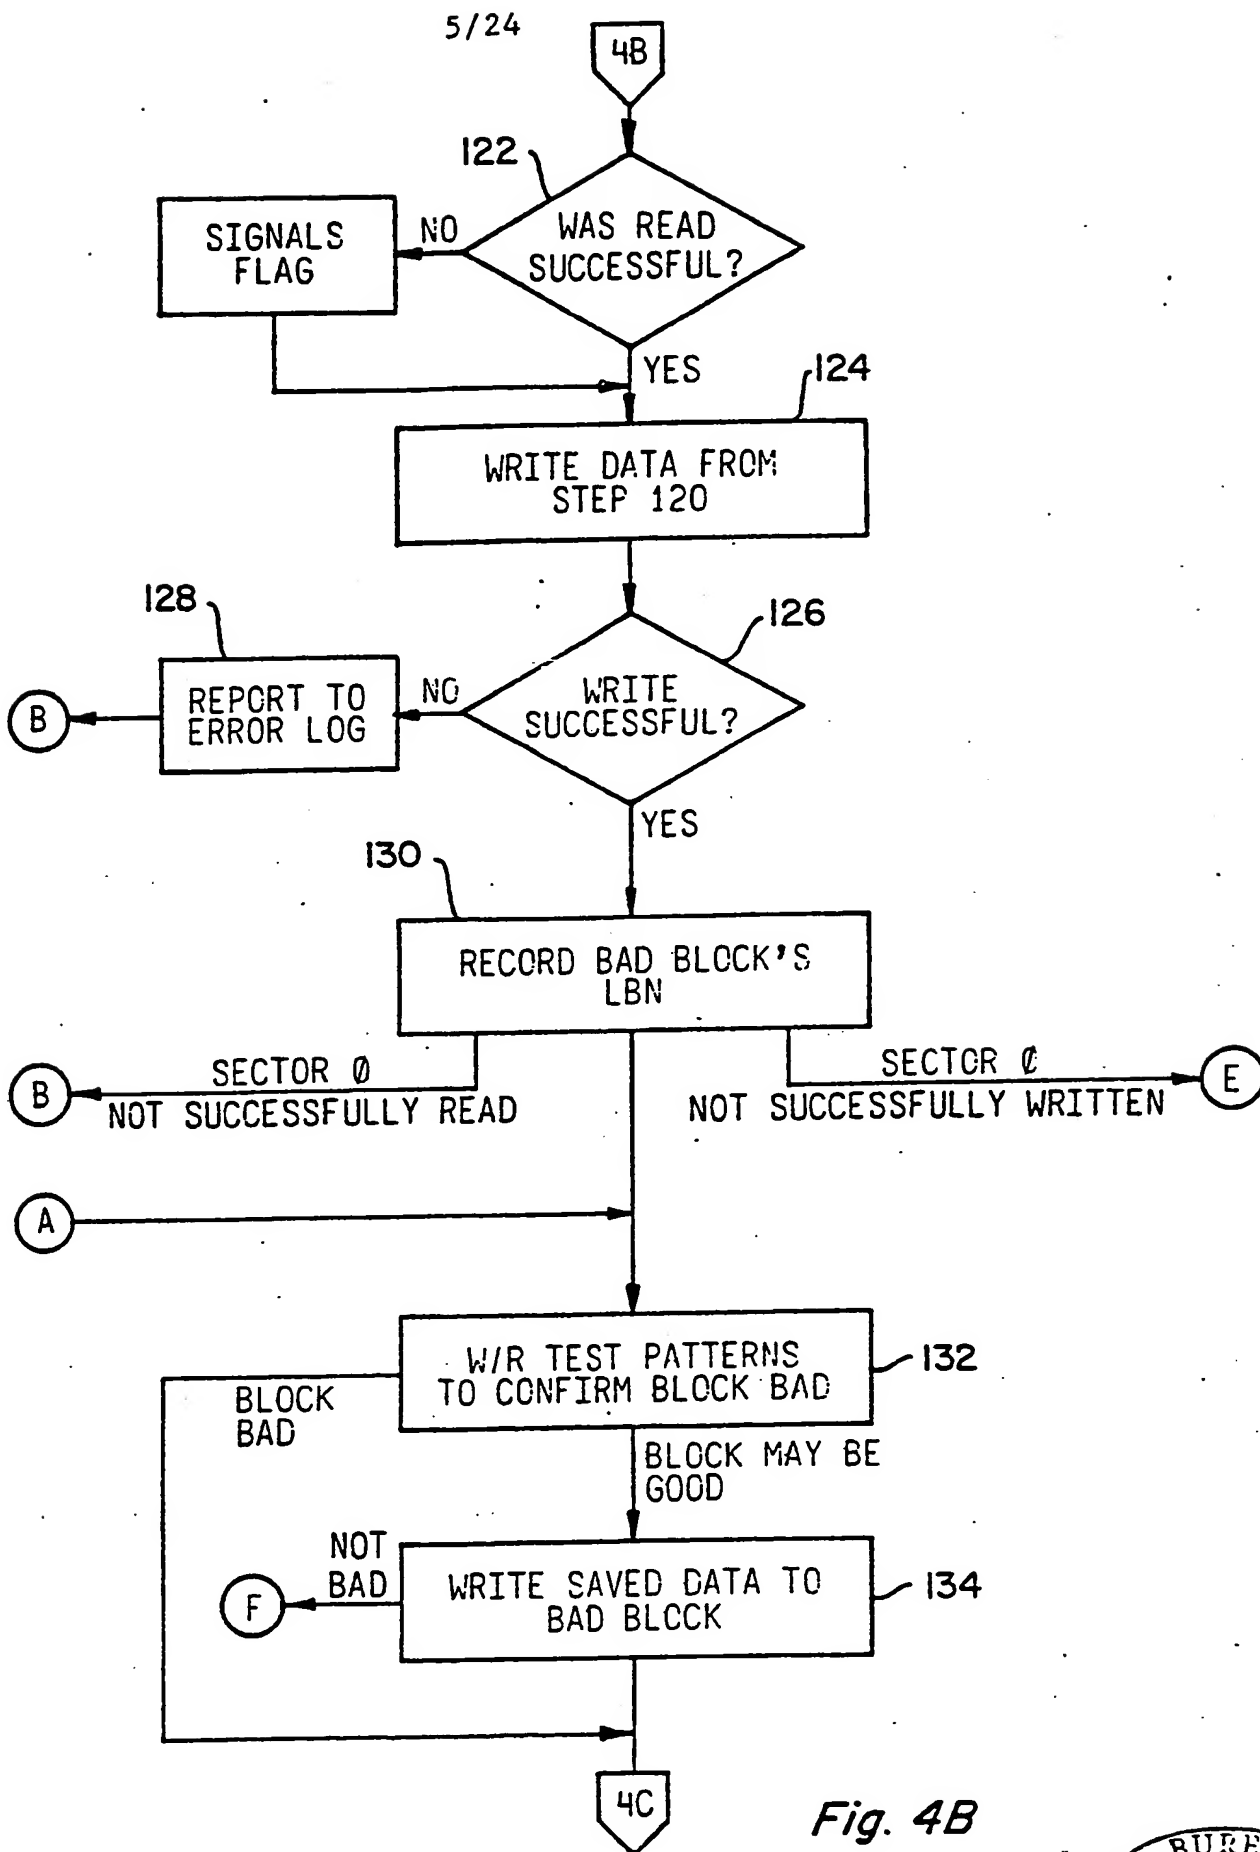 5/24
4B
122
WAS READ
SUCCESSFUL?
NO
SIGNALS
FLAG
YES
124
WRITE DATA FROM
STEP 120
128
126
WRITE
SUCCESSFUL?
NO
REPORT TO
ERROR LOG
B
YES
130
RECORD BAD BLOCK'S
LBN
B
SECTOR Ø
NOT SUCCESSFULLY READ
SECTOR Ø
NOT SUCCESSFULLY WRITTEN
E
A
W/R TEST PATTERNS
TO CONFIRM BLOCK BAD
132
BLOCK
BAD
BLOCK MAY BE
GOOD
NOT
BAD
F
WRITE SAVED DATA TO
BAD BLOCK
134
4C
Fig. 4B